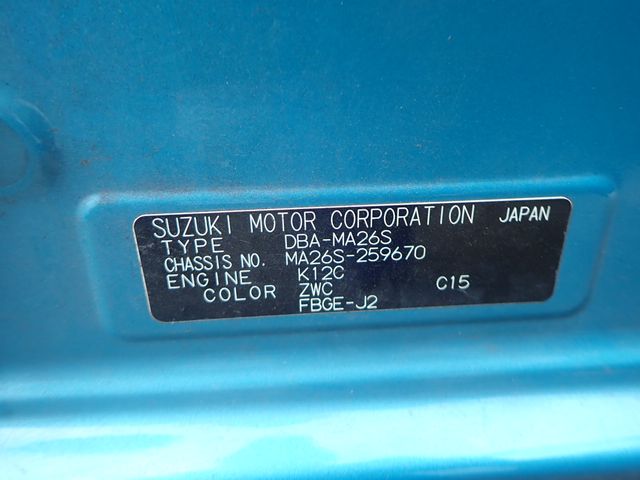 SUZUKI MOTOR CORPORATION JAPAN
TYPE DBA-MA26S
CHASSIS NO. MA26S-259670
ENGINE K12C
COLOR ZWC C15
FBGE-J2